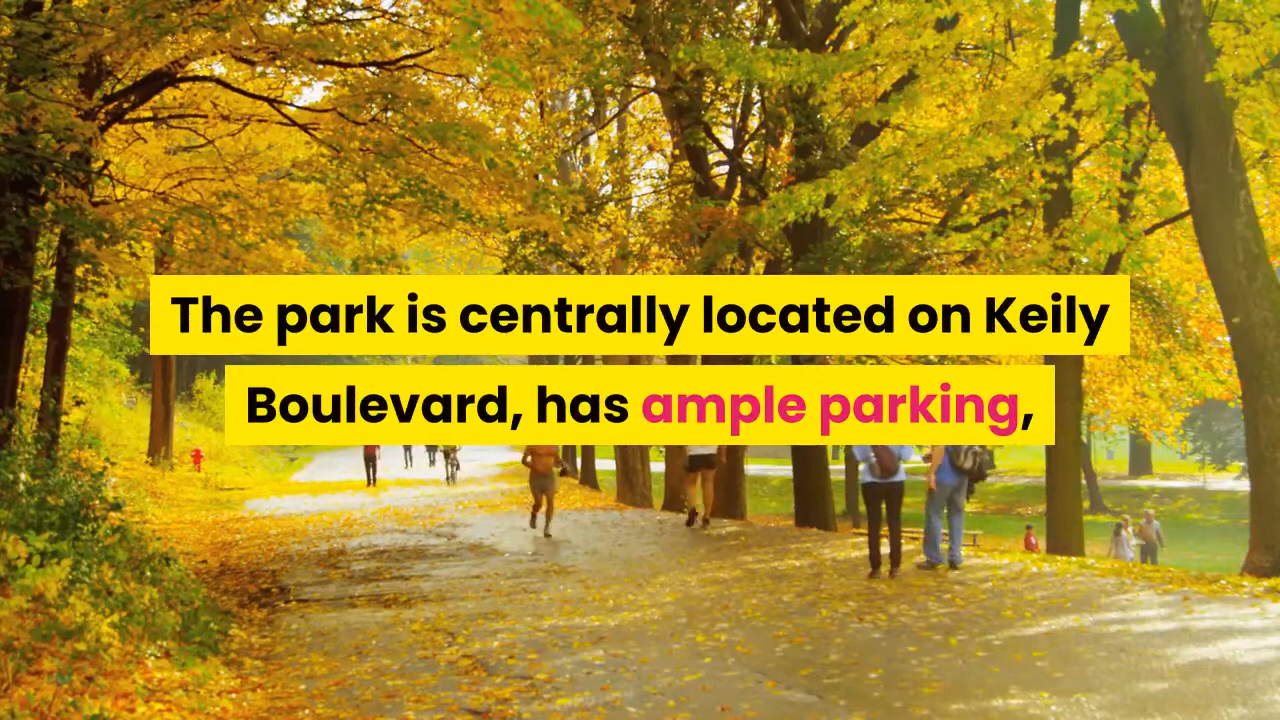 The park is centrally located on Keily
Boulevard, has ample parking,